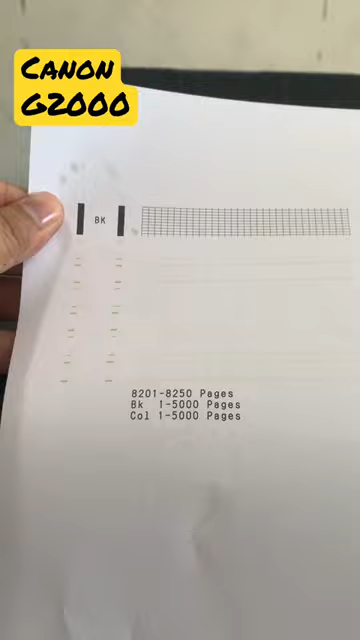 Canon
G2000
BK
8201-8250 Pages
Bk 1-5000 Pages
Col 1-5000 Pages